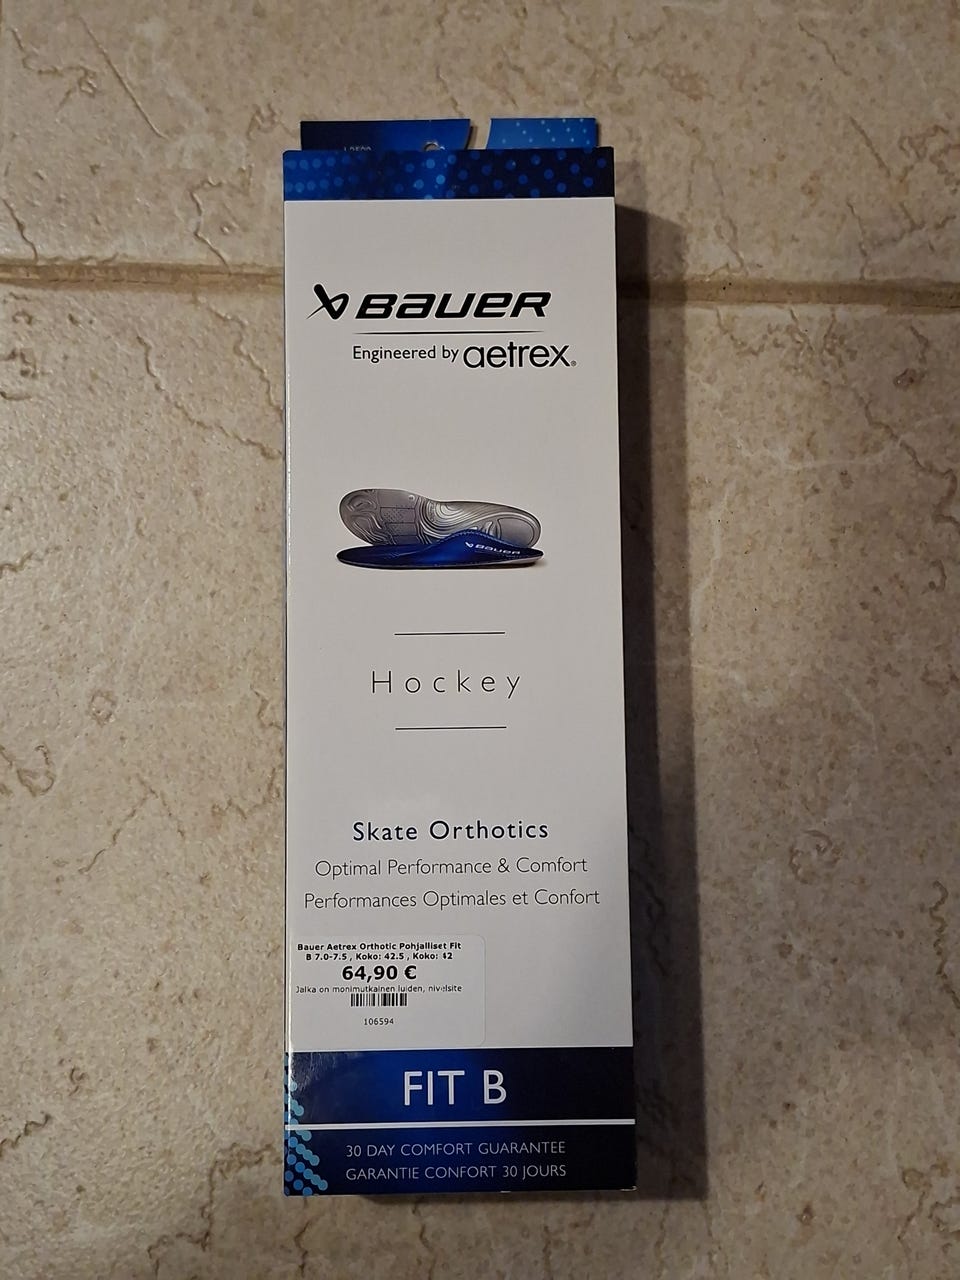 BAUER
Engineered by aetrex®
BAUER
Hockey
Skate Orthotics
Optimal Performance & Comfort
Performances Optimales et Confort
Bauer Aetrex Orthotic Pohjalliset Fit
B 7.0-7.5 , Koko: 42.5 , Koko: 42
64,90 €
Jalka on monimutkainen luiden, nivelsite
106594
FIT B
30 DAY COMFORT GUARANTEE
GARANTIE CONFORT 30 JOURS